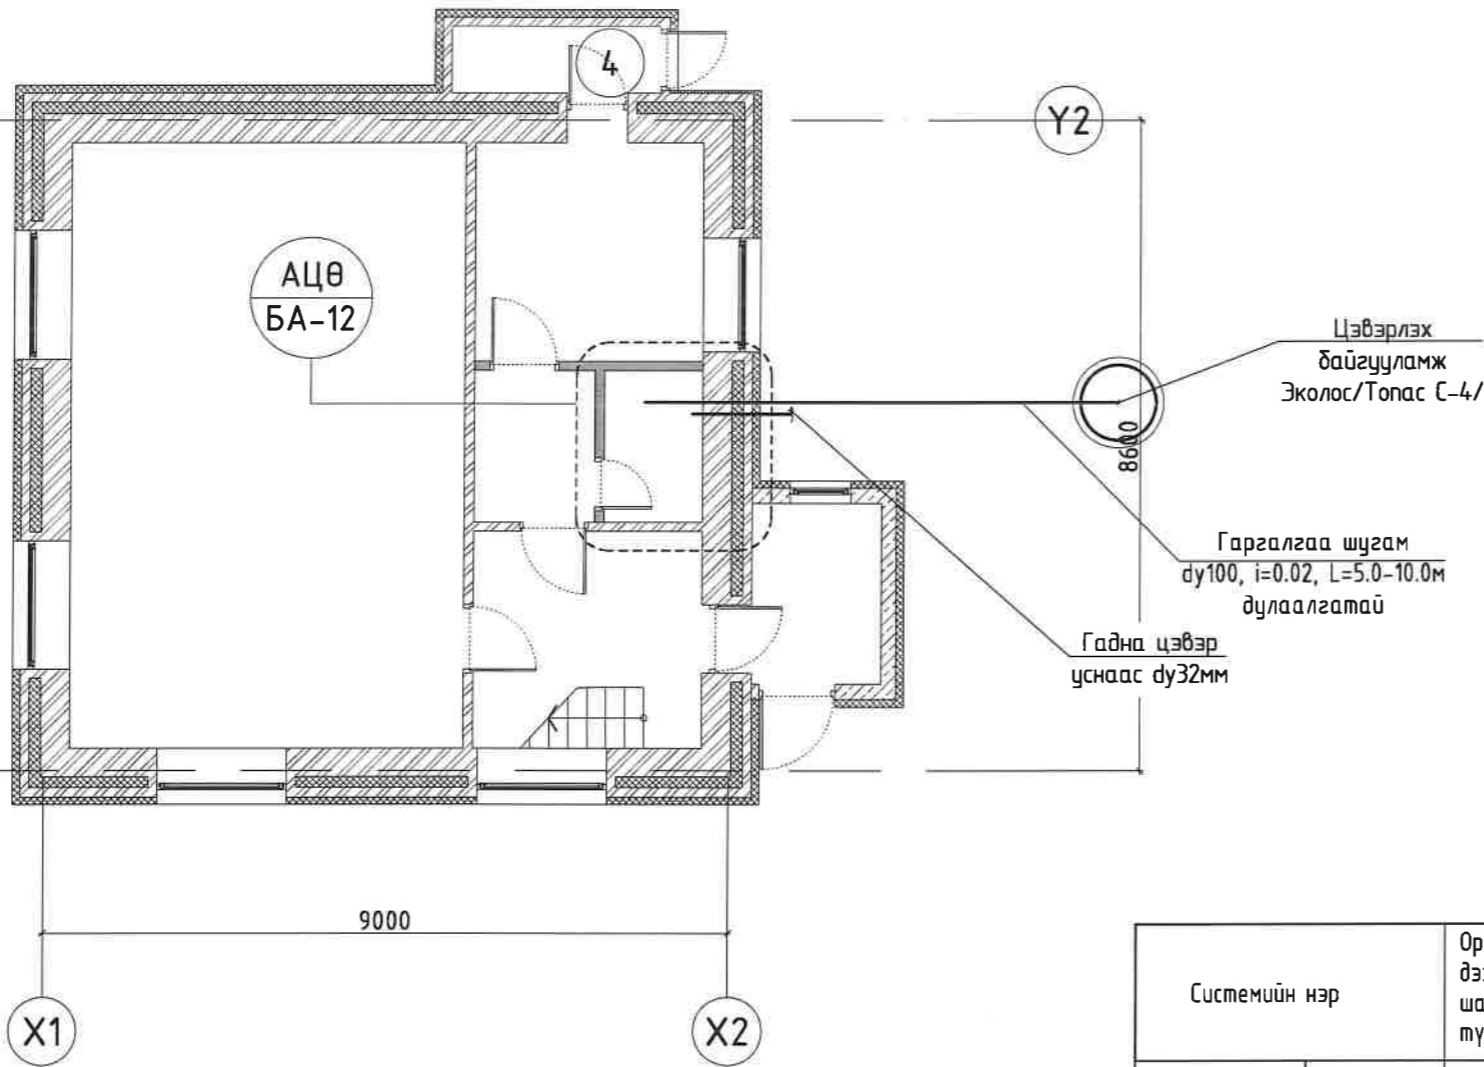 4
Y2
АЦӨ
БА-12
Цэвэрлэх
байгууламж
Эколос/Топас С-4/
8600
Гаргалгаа шугам
dy100, i=0.02, L=5.0-10.0м
дулаалгатай
Гадна цэвэр
уснаас dy32мм
9000
X1
X2
Системийн нэр